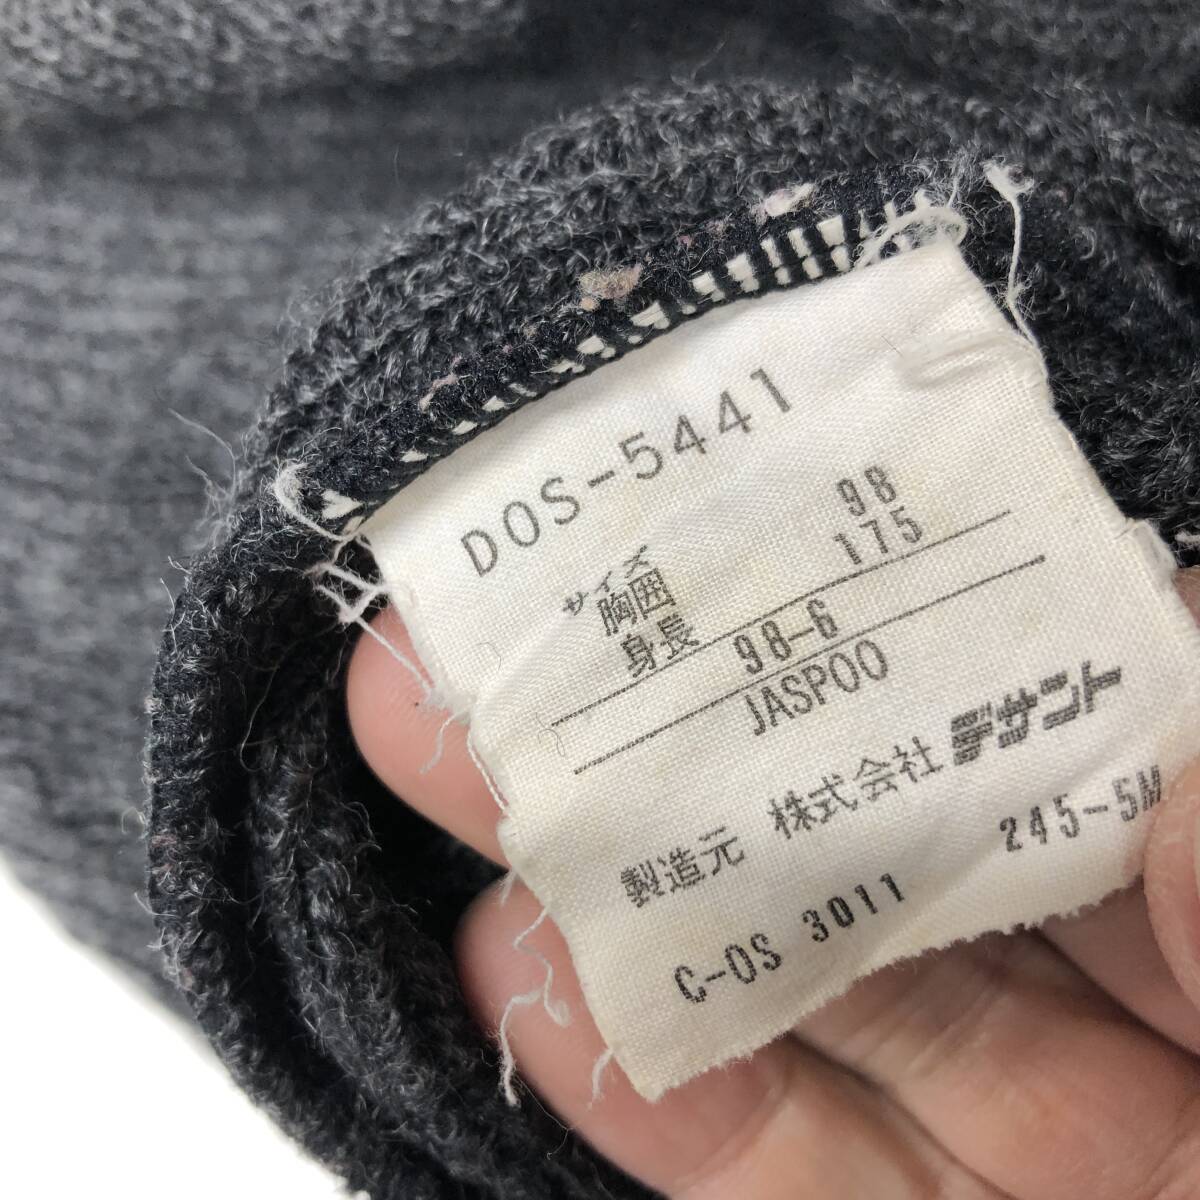 DOS-5441
サイズ
胸囲 98
身長 175
98-6
JASPOO
製造元 株式会社デサント
C-OS 3011 245-5M